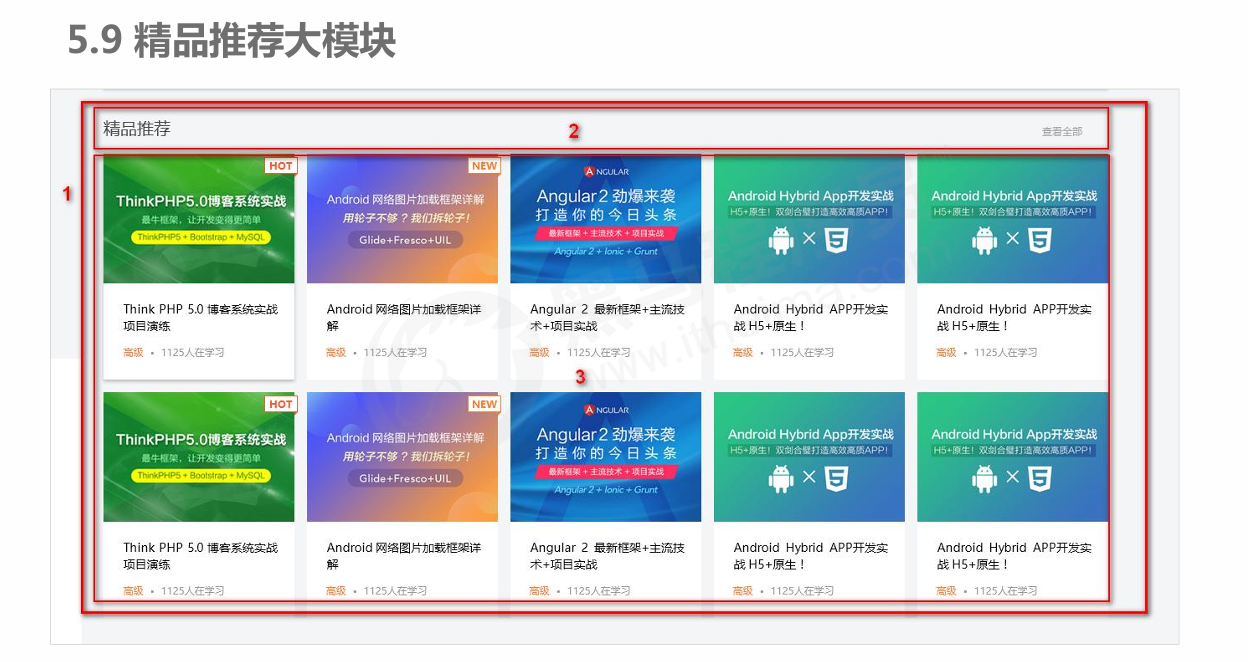 5.9 精品推荐大模块
精品推荐
2
查看全部
1
HOT
ThinkPHP5.0博客系统实战
最牛框架，让开发变得更简单
ThinkPHP5 + Bootstrap + MySQL
Think PHP 5.0 博客系统实战
项目演练
高级 • 1125人在学习
NEW
Android 网络图片加载框架详解
用轮子不够？我们拆轮子！
Glide+Fresco+UIL
Android 网络图片加载框架详
解
高级 • 1125人在学习
ANGULAR
Angular2 劲爆来袭
打造你的今日头条
最新框架 + 主流技术 + 项目实战
Angular 2 + Ionic + Grunt
Angular 2 最新框架+主流技
术+项目实战
高级 • 1125人在学习
Android Hybrid App开发实战
H5+原生！双剑合璧打造高效高质APP!
× 5
Android Hybrid APP开发实
战 H5+原生！
高级 • 1125人在学习
Android Hybrid App开发实战
H5+原生！双剑合璧打造高效高质APP!
× 5
Android Hybrid APP开发实
战 H5+原生！
高级 • 1125人在学习
3
HOT
ThinkPHP5.0博客系统实战
最牛框架，让开发变得更简单
ThinkPHP5 + Bootstrap + MySQL
Think PHP 5.0 博客系统实战
项目演练
高级 • 1125人在学习
NEW
Android 网络图片加载框架详解
用轮子不够？我们拆轮子！
Glide+Fresco+UIL
Android 网络图片加载框架详
解
高级 • 1125人在学习
ANGULAR
Angular2 劲爆来袭
打造你的今日头条
最新框架 + 主流技术 + 项目实战
Angular 2 + Ionic + Grunt
Angular 2 最新框架+主流技
术+项目实战
高级 • 1125人在学习
Android Hybrid App开发实战
H5+原生！双剑合璧打造高效高质APP!
× 5
Android Hybrid APP开发实
战 H5+原生！
高级 • 1125人在学习
Android Hybrid App开发实战
H5+原生！双剑合璧打造高效高质APP!
× 5
Android Hybrid APP开发实
战 H5+原生！
高级 • 1125人在学习